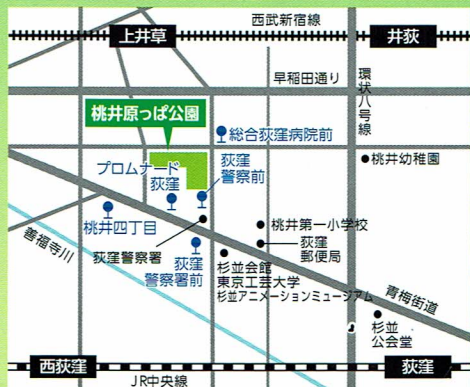 西武新宿線
上井草
井荻
早稲田通り
環状八号線
桃井原っぱ公園
総合荻窪病院前
桃井幼稚園
プロムナード
荻窪
荻窪
警察前
桃井四丁目
桃井第一小学校
荻窪警察署
荻窪
郵便局
荻窪
警察署前
善福寺川
杉並会館
東京工芸大学
杉並アニメーションミュージアム
青梅街道
杉並
公会堂
西荻窪
荻窪
JR中央線